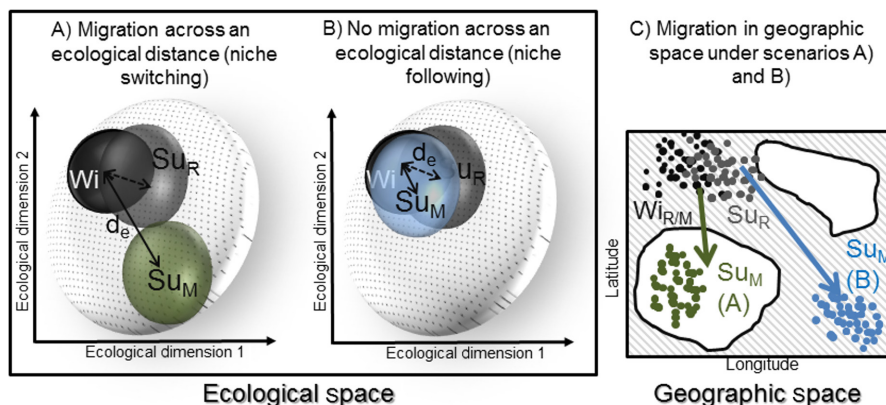 A) Migration across an
ecological distance (niche
switching)
B) No migration across an
ecological distance (niche
following)
C) Migration in geographic
space under scenarios A)
and B)
Ecological dimension 2
Wi
SuR
de
SuM
Ecological dimension 1
Ecological dimension 2
Wi
de
uR
SuM
Ecological dimension 1
Latitude
WiR/M
SuR
SuM
(A)
SuM
(B)
Longitude
Ecological space
Geographic space